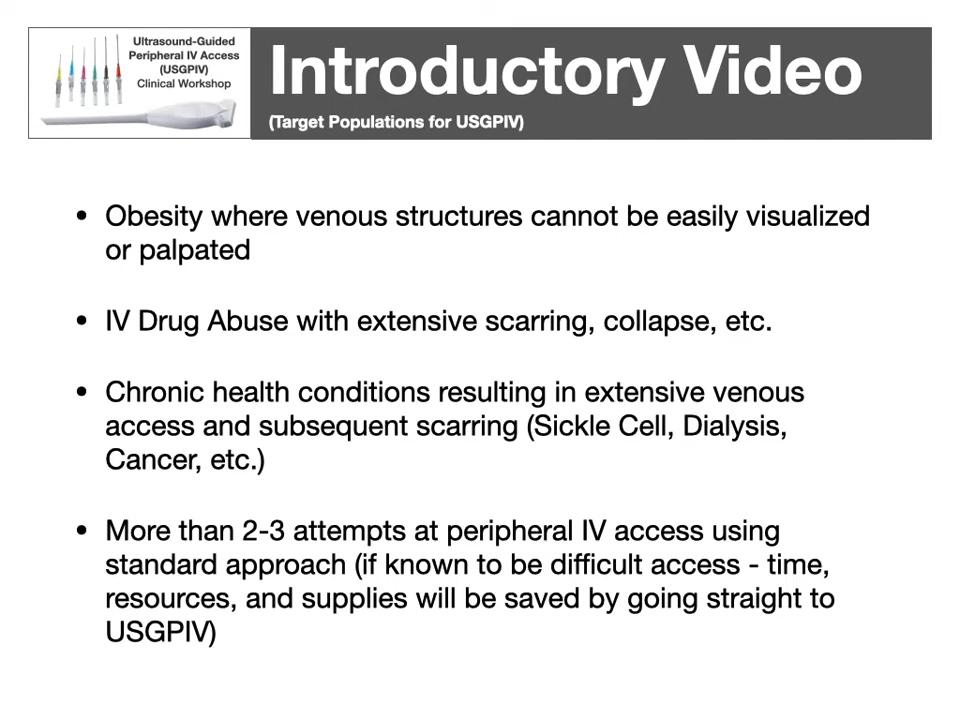 Ultrasound-Guided
Peripheral IV Access
(USGPIV)
Clinical Workshop
Introductory Video
(Target Populations for USGPIV)
• Obesity where venous structures cannot be easily visualized
or palpated
• IV Drug Abuse with extensive scarring, collapse, etc.
• Chronic health conditions resulting in extensive venous
access and subsequent scarring (Sickle Cell, Dialysis,
Cancer, etc.)
• More than 2-3 attempts at peripheral IV access using
standard approach (if known to be difficult access - time,
resources, and supplies will be saved by going straight to
USGPIV)